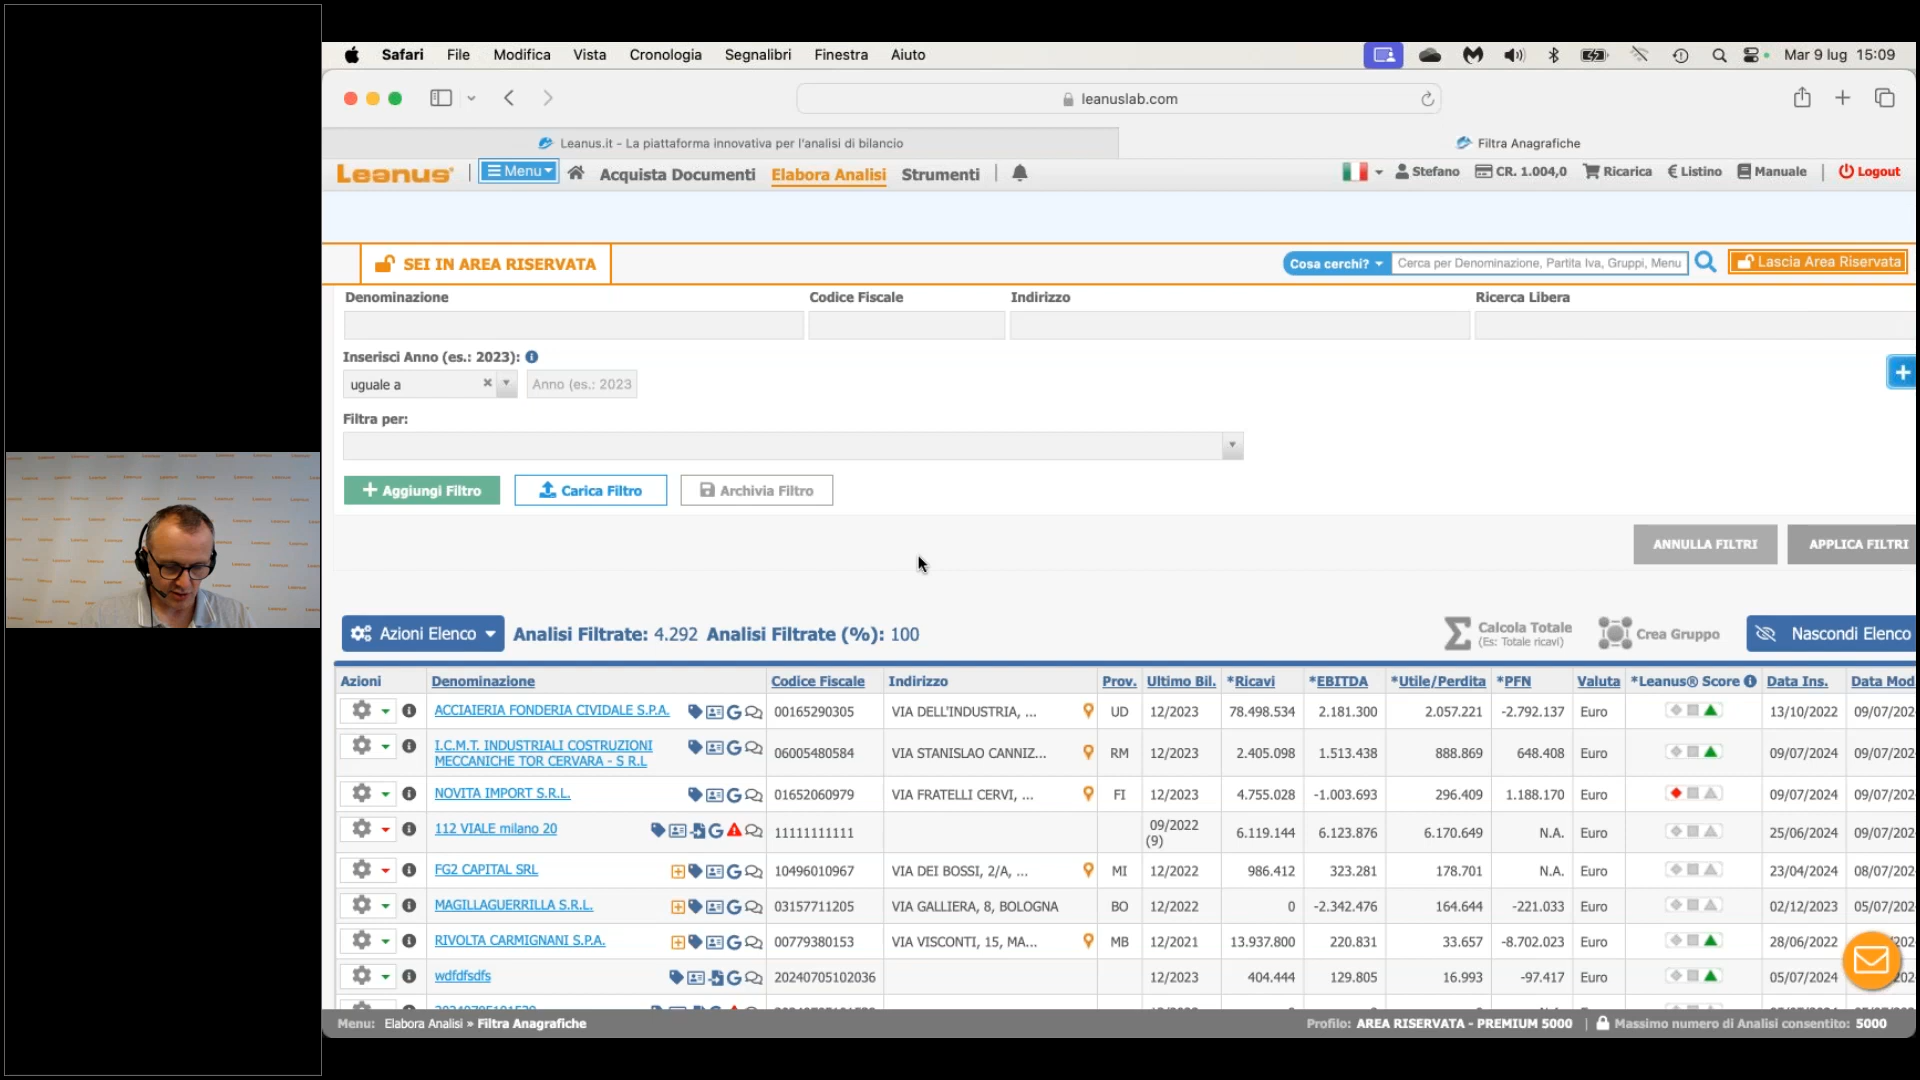 Safari File Modifica Vista Cronologia Segnalibri Finestra Aiuto Mar 9 lug 15:09
leanuslab.com
Leanus.it - La piattaforma innovativa per l'analisi di bilancio Filtra Anagrafiche
Leanus Menu Acquista Documenti Elabora Analisi Strumenti Stefano CR. 1.004,0 Ricarica € Listino Manuale Logout
SEI IN AREA RISERVATA Cosa cerchi? Cerca per Denominazione, Partita Iva, Gruppi, Menu Lascia Area Riservata
Denominazione Codice Fiscale Indirizzo Ricerca Libera
Inserisci Anno (es.: 2023):
uguale a Anno (es.: 2023
Filtra per:
+ Aggiungi Filtro Carica Filtro Archivia Filtro
ANNULLA FILTRI APPLICA FILTRI
Azioni Elenco Analisi Filtrate: 4.292 Analisi Filtrate (%): 100 Calcola Totale (Es: Totale ricavi) Crea Gruppo Nascondi Elenco
Azioni Denominazione Codice Fiscale Indirizzo Prov. Ultimo Bil. *Ricavi *EBITDA *Utile/Perdita *PFN Valuta *Leanus® Score Data Ins. Data Mod
ACCIAIERIA FONDERIA CIVIDALE S.P.A. 00165290305 VIA DELL'INDUSTRIA, ... UD 12/2023 78.498.534 2.181.300 2.057.221 -2.792.137 Euro 13/10/2022 09/07/202
I.C.M.T. INDUSTRIALI COSTRUZIONI MECCANICHE TOR CERVARA - S R.L 06005480584 VIA STANISLAO CANNIZ... RM 12/2023 2.405.098 1.513.438 888.869 648.408 Euro 09/07/2024 09/07/202
NOVITA IMPORT S.R.L. 01652060979 VIA FRATELLI CERVI, ... FI 12/2023 4.755.028 -1.003.693 296.409 1.188.170 Euro 09/07/2024 09/07/202
112 VIALE milano 20 11111111111 09/2022 (9) 6.119.144 6.123.876 6.170.649 N.A. Euro 25/06/2024 09/07/202
FG2 CAPITAL SRL 10496010967 VIA DEI BOSSI, 2/A, ... MI 12/2022 986.412 323.281 178.701 N.A. Euro 23/04/2024 08/07/202
MAGILLAGUERRILLA S.R.L. 03157711205 VIA GALLIERA, 8, BOLOGNA BO 12/2022 0 -2.342.476 164.644 -221.033 Euro 02/12/2023 05/07/202
RIVOLTA CARMIGNANI S.P.A. 00779380153 VIA VISCONTI, 15, MA... MB 12/2021 13.937.800 220.831 33.657 -8.702.023 Euro 28/06/2022
wdfdfsdfs 20240705102036 12/2023 404.444 129.805 16.993 -97.417 Euro 05/07/2024
Menu: Elabora Analisi » Filtra Anagrafiche Profilo: AREA RISERVATA - PREMIUM 5000 | Massimo numero di Analisi consentito: 5000